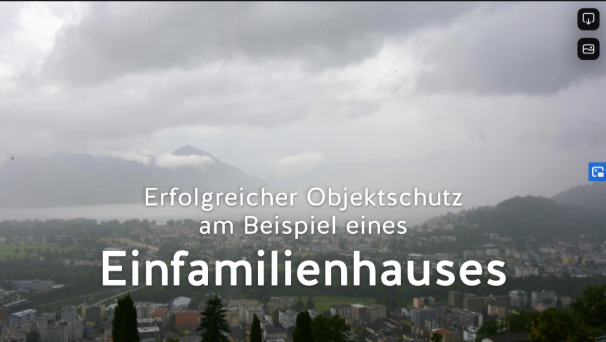 Erfolgreicher Objektschutz
am Beispiel eines
Einfamilienhauses